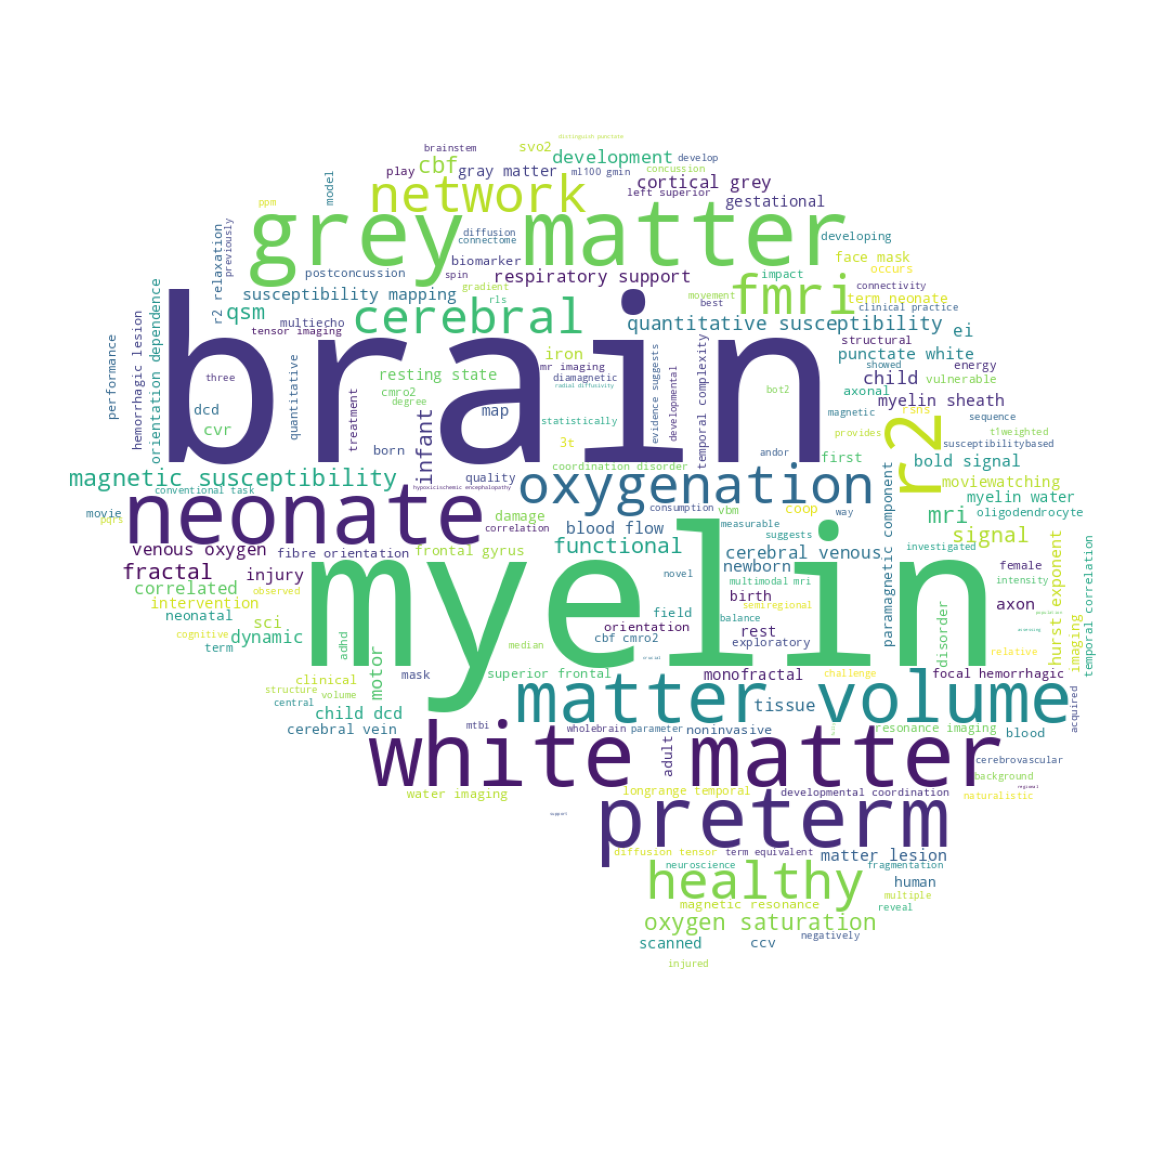 distinguish punctate
brainstem
svo2
development
develop
cbf
gray matter
ml100 gmin
concussion
play
network
left superior
cortical grey
gestational
model
ppm
previously
grey matter
diffusion
connectome
developing
biomarker
face mask
occurs
r2 relaxation
postconcussion
spin
respiratory support
impact
fmri
connectivity
susceptibility mapping
gradient
movement
best
term neonate
clinical practice
qsm
multiecho
rls
cerebral
quantitative susceptibility
ei
tensor imaging
structural
orientation dependence
hemorrhagic lesion
performance
brain
iron
mr imaging
punctate white
energy
three
quantitative
resting state
diamagnetic
radial diffusivity
evidence suggests
developmental
temporal complexity
child
vulnerable
cmro2
degree
bot2
axonal
myelin sheath
dcd
treatment
infant
map
statistically
magnetic
rsns
sequence
cvr
provides
r2
t1weighted
born
3t
andor
first
susceptibilitybased
magnetic susceptibility
quality
coordination disorder
bold signal
conventional task
hypoxicischemic encephalopathy
oxygenation
moviewatching
movie
neonate
myelin water
pqrs
damage
consumption
vbm
coop
way
mri
oligodendrocyte
correlation
blood flow
measurable
suggests
signal
venous oxygen
fibre orientation
frontal gyrus
functional
cerebral venous
investigated
fractal
injury
myelin
novel
newborn
paramagnetic component
female
hurst exponent
temporal correlation
correlated
observed
multimodal mri
intensity
intervention
birth
semiregional
axon
neonatal
sci
field
balance
cognitive
dynamic
orientation
rest
disorder
imaging
term
adhd
cbf cmro2
exploratory
median
crucial
assessing
relative
motor
mask
superior frontal
monofractal
challenge
focal hemorrhagic
clinical
structure
volume
matter volume
central
tissue
acquired
child dcd
cerebral vein
mtbi
wholebrain
parameter
noninvasive
resonance imaging
blood
white matter
adult
cerebrovascular
background
water imaging
longrange temporal
developmental coordination
regional
naturalistic
support
preterm
diffusion tensor
term equivalent
matter lesion
neuroscience
fragmentation
healthy
human
multiple
magnetic resonance
reveal
oxygen saturation
scanned
ccv
negatively
injured